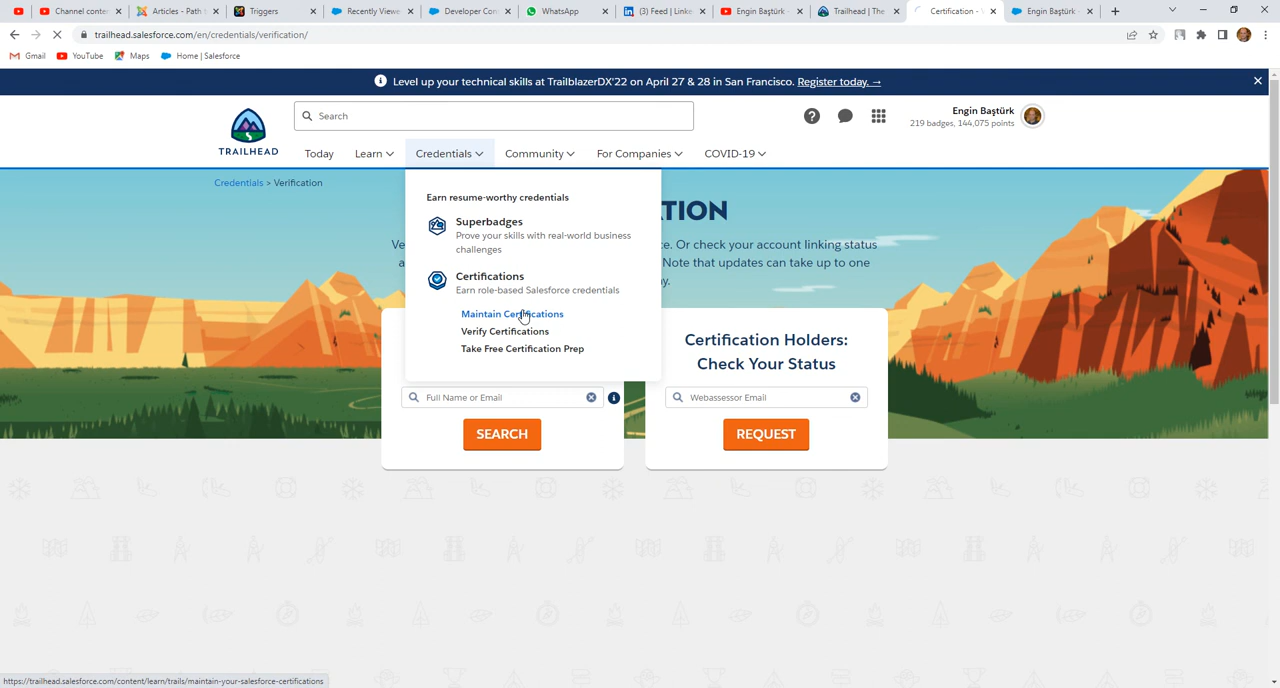 Channel conte
Articles - Path
Triggers
Recently Viewe
Developer Con
WhatsApp
(3) Feed | Linke
Engin Baştürk -
Trailhead | The
Certification - V
Engin Baştürk
trailhead.salesforce.com/en/credentials/verification/
Gmail
YouTube
Maps
Home | Salesforce
Level up your technical skills at TrailblazerDX'22 on April 27 & 28 in San Francisco. Register today. →
TRAILHEAD
Search
Engin Baştürk
219 badges, 144,075 points
Today
Learn
Credentials
Community
For Companies
COVID-19
Credentials > Verification
Earn resume-worthy credentials
Superbadges
Prove your skills with real-world business
challenges
Certifications
Earn role-based Salesforce credentials
Maintain Certifications
Verify Certifications
Take Free Certification Prep
ATION
Ve
ce. Or check your account linking status
a
Note that updates can take up to one
y.
Full Name or Email
SEARCH
Certification Holders:
Check Your Status
Webassessor Email
REQUEST
https://trailhead.salesforce.com/content/learn/trails/maintain-your-salesforce-certifications